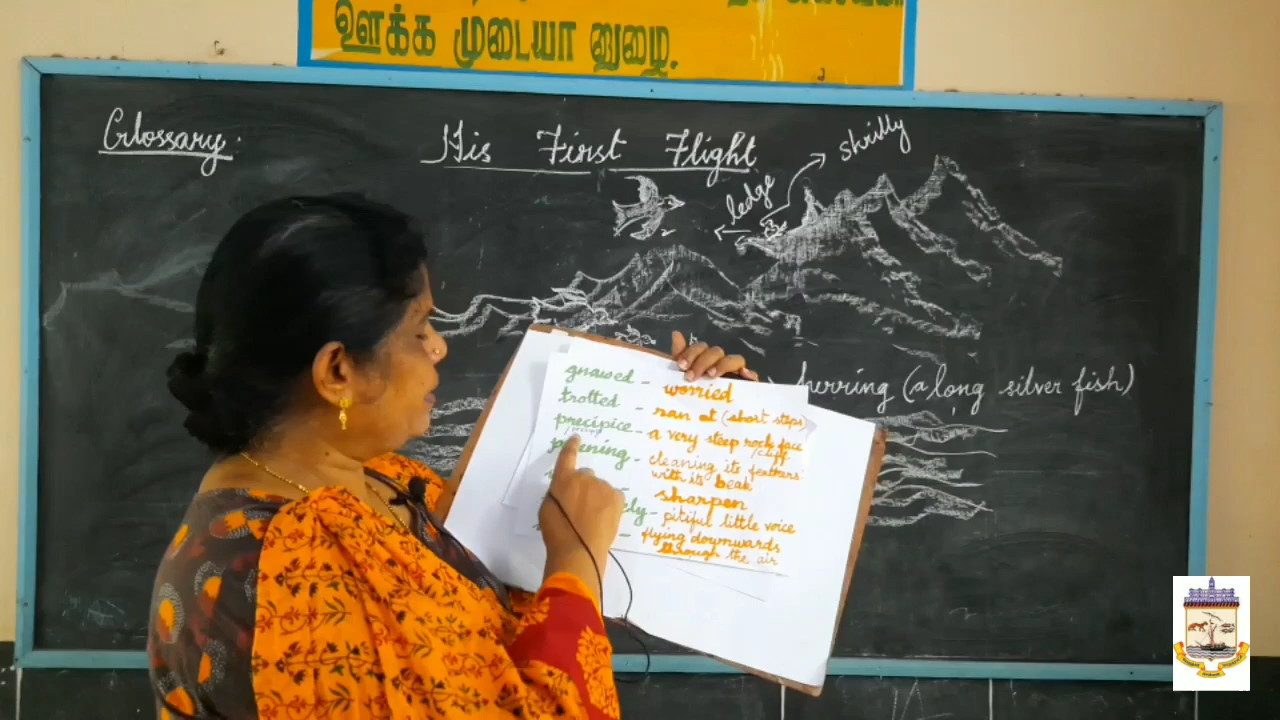 ஊக்க முடையா னுழை.
Glossary:
His First Flight
shrilly
ledge
herring (a long silver fish)
gnawed - worried
trotted - ran at (short steps)
precipice - a very steep rock face
/cliff
preening - cleaning its feathers
with its beak
sharpen
ly - pitiful little voice
- flying downwards
through the air